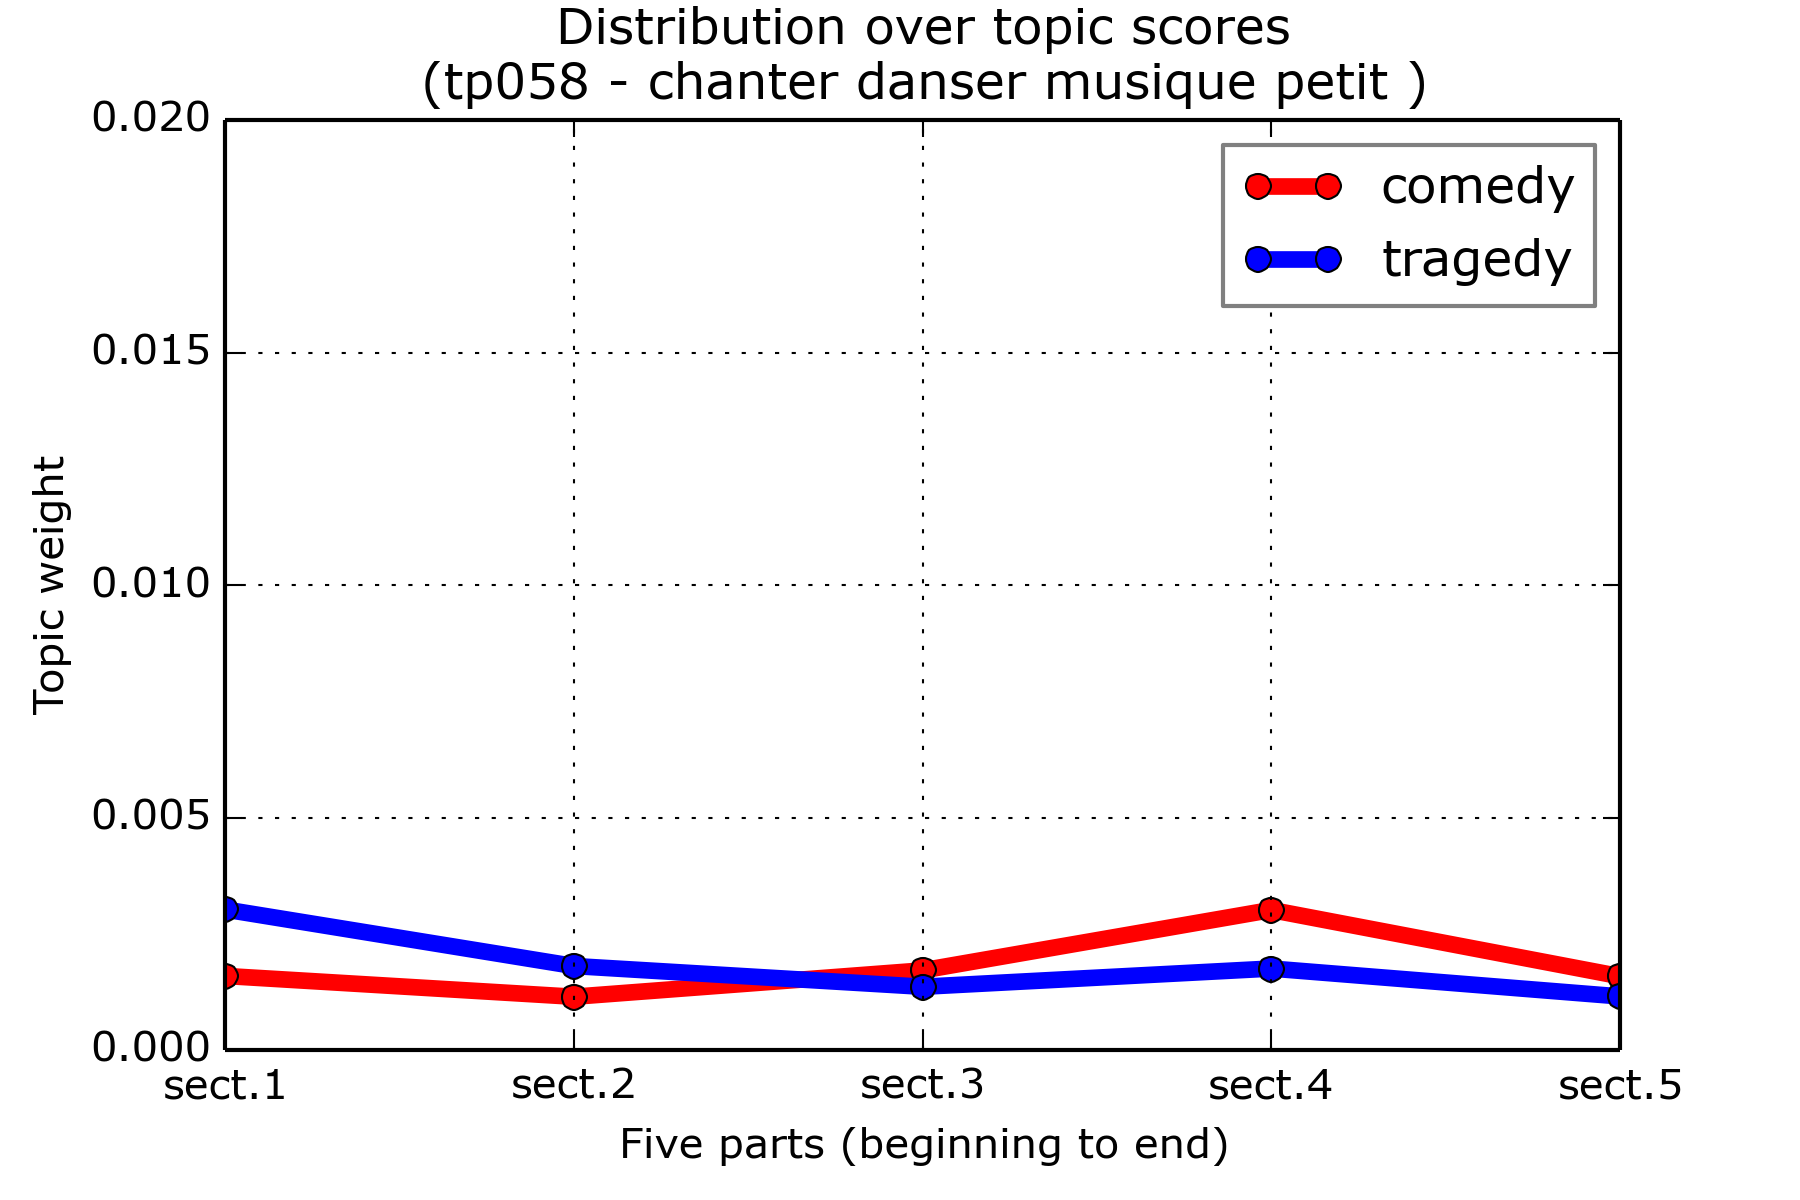 Distribution over topic scores
(tp058 - chanter danser musique petit )
0.020
0.015
0.010
0.005
0.000
Topic weight
comedy
tragedy
sect.1 sect.2 sect.3 sect.4 sect.5
Five parts (beginning to end)